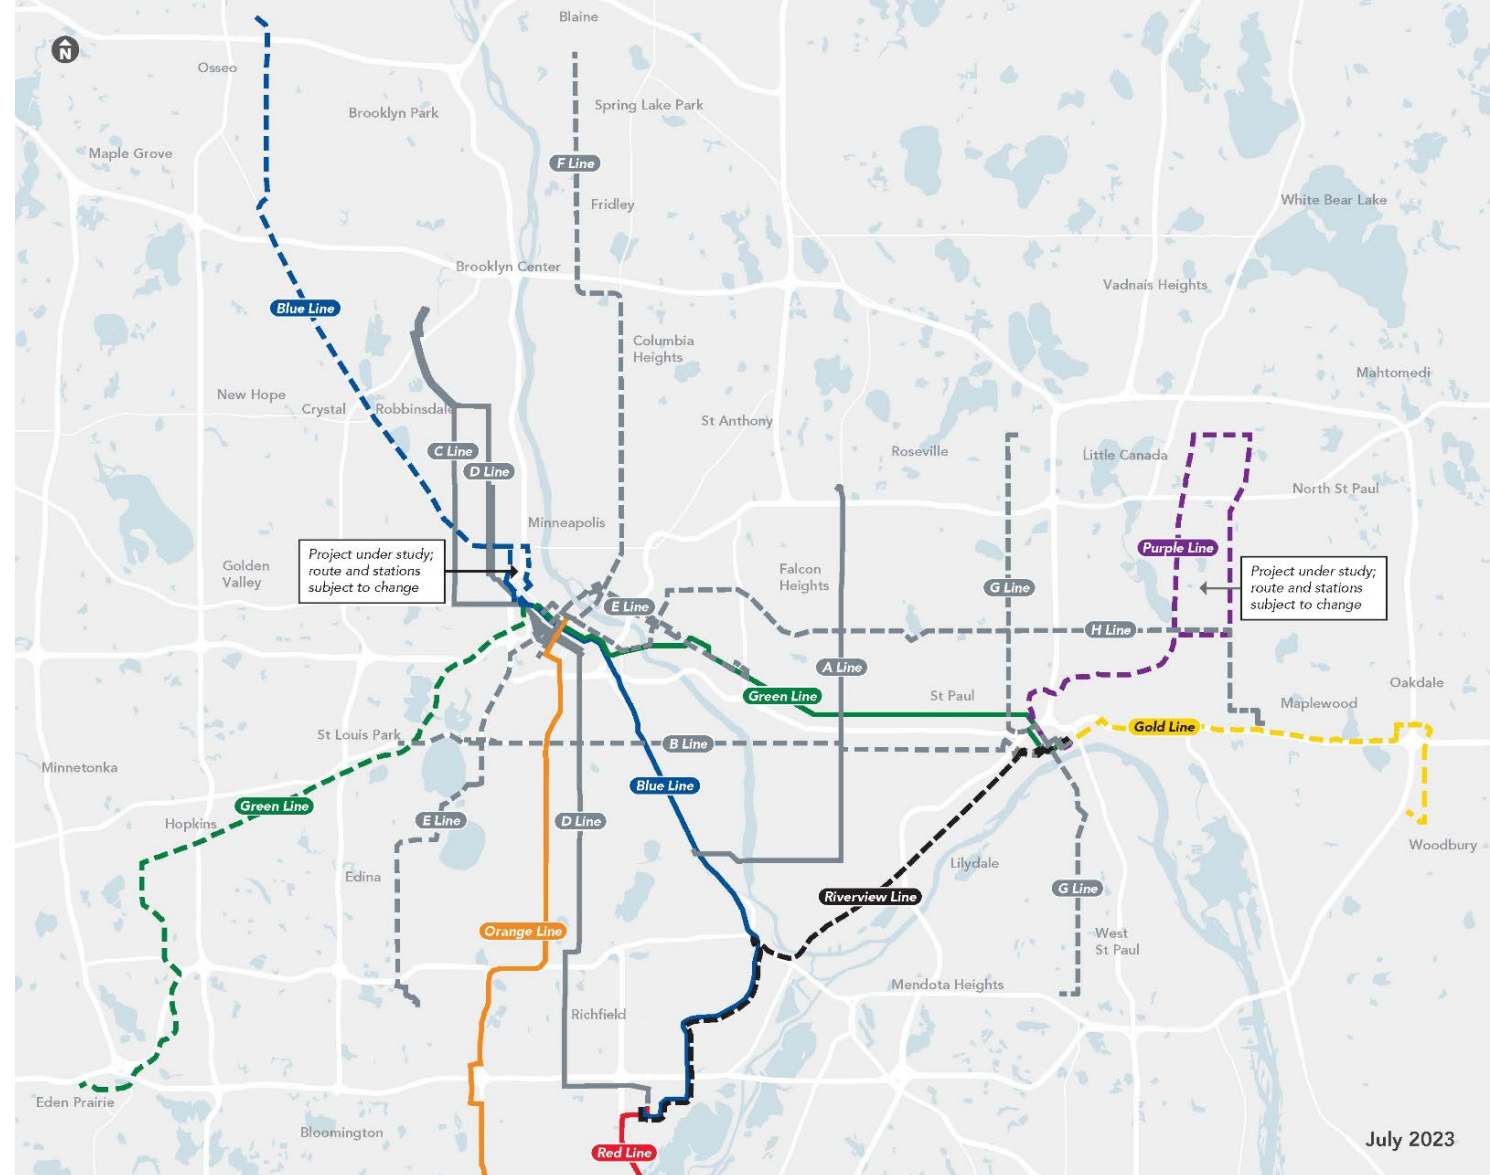 Blaine
N
Osseo
Spring Lake Park
Brooklyn Park
Maple Grove
F Line
White Bear Lake
Fridley
Brooklyn Center
Vadnais Heights
Blue Line
Columbia
Heights
Mahtomedi
New Hope
Crystal
Robbinsdale
St Anthony
C Line
Roseville
Little Canada
D Line
North St Paul
Minneapolis
Purple Line
Project under study;
route and stations
subject to change
Golden
Valley
Falcon
Heights
G Line
Project under study;
route and stations
subject to change
E Line
H Line
A Line
Oakdale
Green Line
St Paul
Maplewood
St Louis Park
Gold Line
B Line
Minnetonka
Blue Line
Green Line
Hopkins
E Line
D Line
Woodbury
Lilydale
Edina
G Line
Riverview Line
Orange Line
West
St Paul
Mendota Heights
Richfield
Eden Prairie
Bloomington
July 2023
Red Line